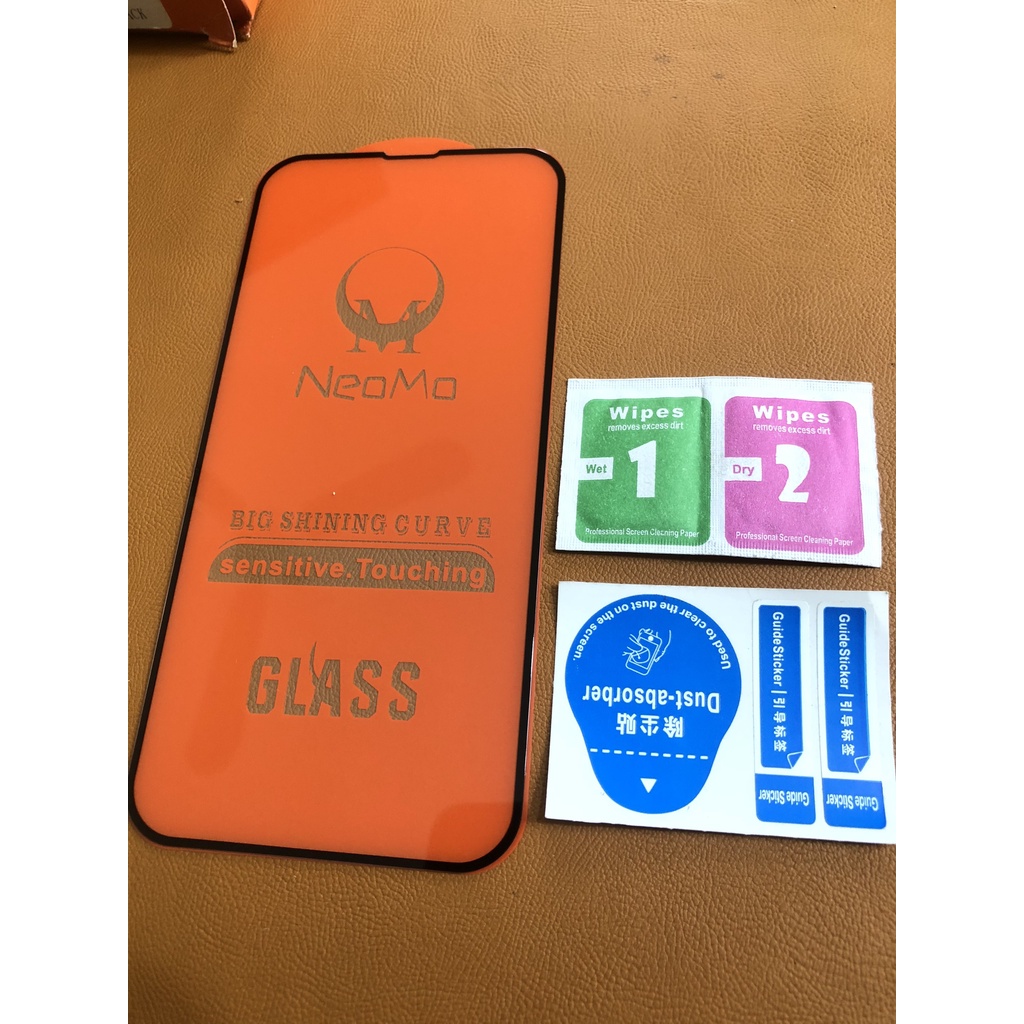 NeoMo
BIG SHINING CURVE
sensitive.Touching
GLASS
Wipes
removes excess dirt
Wet
1
Professional Screen Cleaning Paper
Wipes
removes excess dirt
Dry
2
Professional Screen Cleaning Paper
Used to clear the dust on the screen.
Dust-absorber
除尘贴
GuideSticker | 引导标签
Guide Sticker
GuideSticker | 引导标签
Guide Sticker